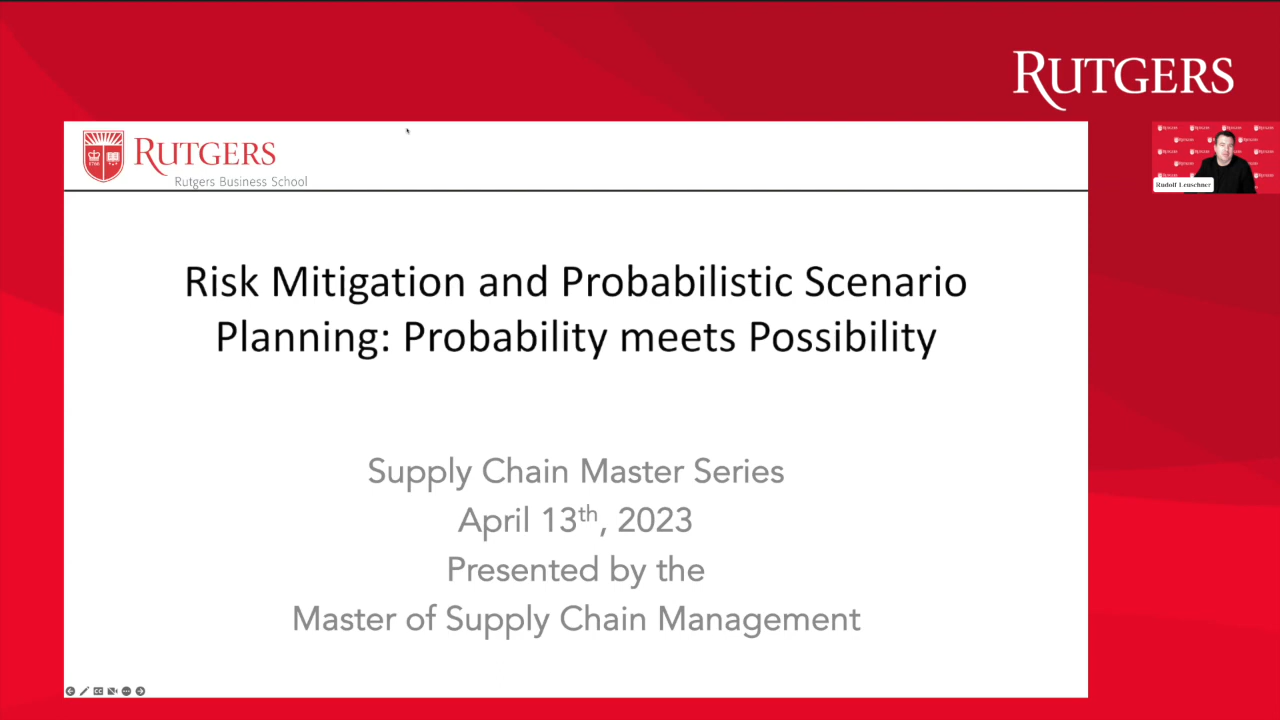 RUTGERS
RUTGERS
Rutgers Business School
Rudolf Leuschner
Risk Mitigation and Probabilistic Scenario
Planning: Probability meets Possibility
Supply Chain Master Series
April 13th, 2023
Presented by the
Master of Supply Chain Management